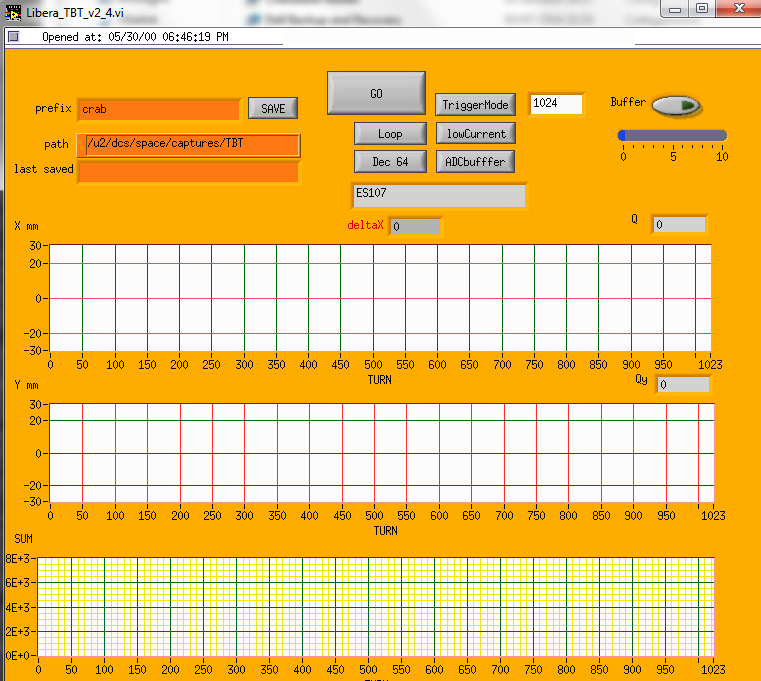 Libera_TBT_v2_4.vi
Opened at: 05/30/00 06:46:19 PM
prefix crab SAVE GO TriggerMode 1024 Buffer
Loop lowCurrent
path /u2/dcs/space/captures/TBT
0 5 10
Dec 64 ADCbufffer
last saved
ES107
X mm deltaX 0 Q 0
30
20
0
-20
-30
0 50 100 150 200 250 300 350 400 450 500 550 600 650 700 750 800 850 900 950 1023
TURN
Y mm Qy 0
30
20
0
-20
-30
0 50 100 150 200 250 300 350 400 450 500 550 600 650 700 750 800 850 900 950 1023
TURN
SUM
8E+3
6E+3
4E+3
2E+3
0E+0
0 50 100 150 200 250 300 350 400 450 500 550 600 650 700 750 800 850 900 950 1023